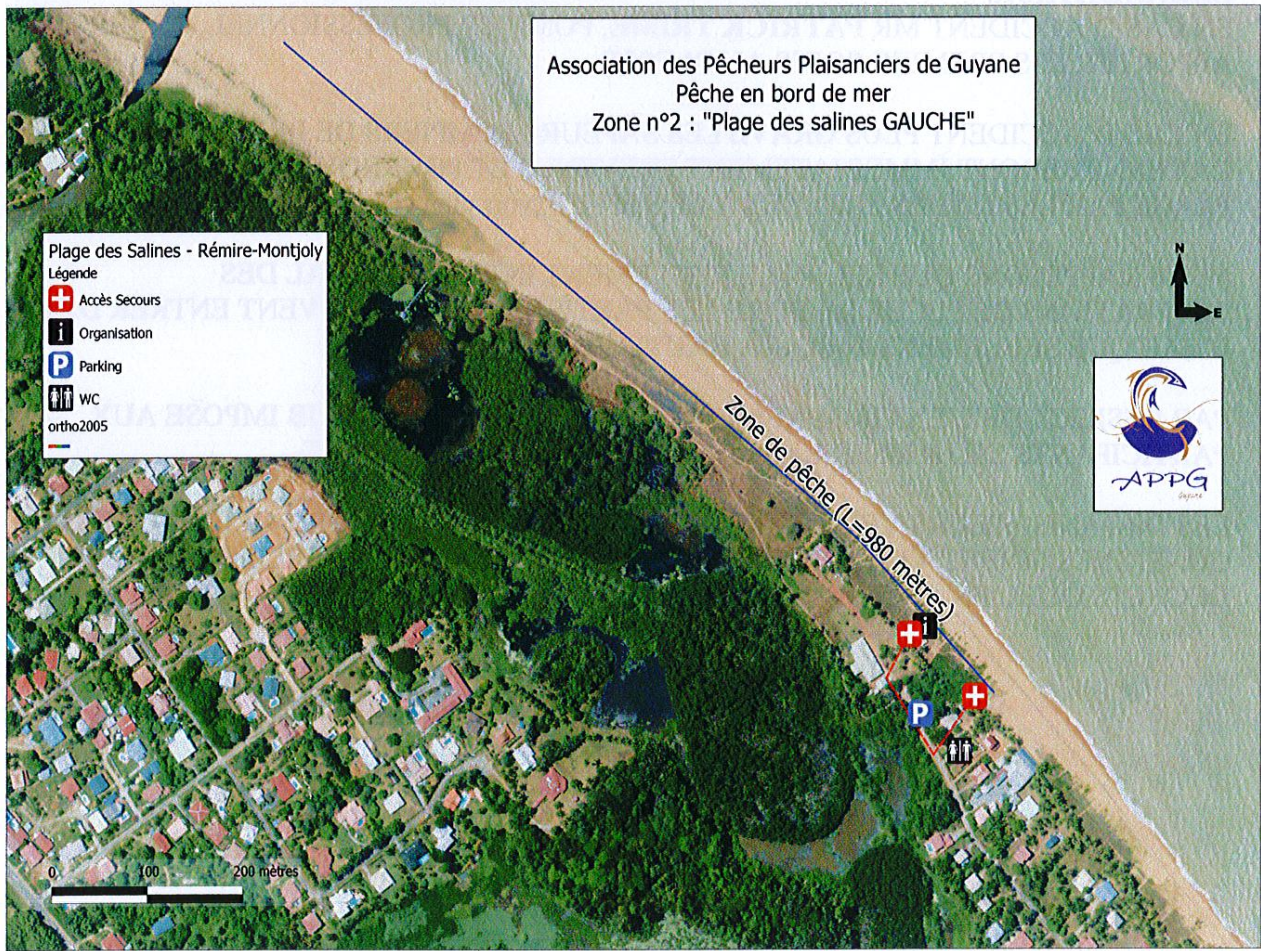 Association des Pêcheurs Plaisanciers de Guyane
Pêche en bord de mer
Zone n°2 : "Plage des salines GAUCHE"
Plage des Salines - Rémire-Montjoly
Légende
Accès Secours
i Organisation
P Parking
WC
ortho2005
N
E
APPG
Guyane
Zone de pêche (L=980 mètres)
i
P
0 100 200 mètres